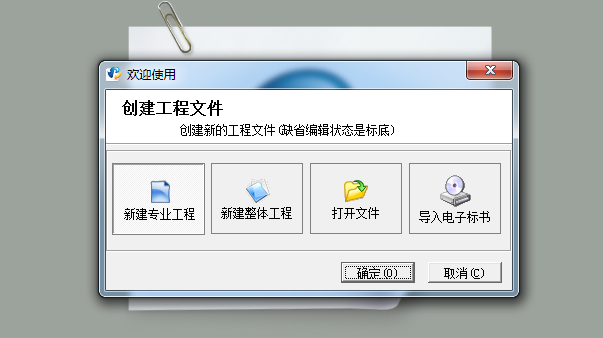 欢迎使用
创建工程文件
创建新的工程文件(缺省编辑状态是标底)
新建专业工程
新建整体工程
打开文件
导入电子标书
确定(O)
取消(C)